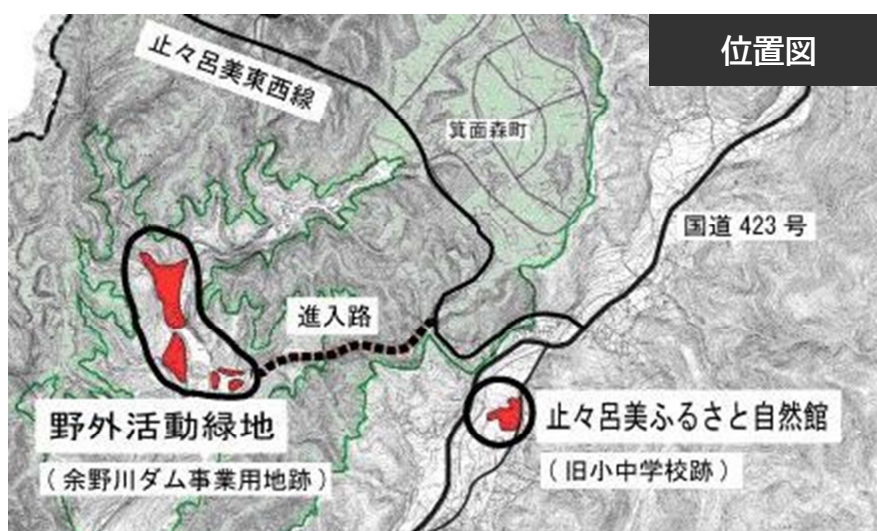 位置図
止々呂美東西線
箕面森町
国道 423 号
進入路
野外活動緑地
（余野川ダム事業用地跡）
止々呂美ふるさと自然館
（旧小中学校跡）